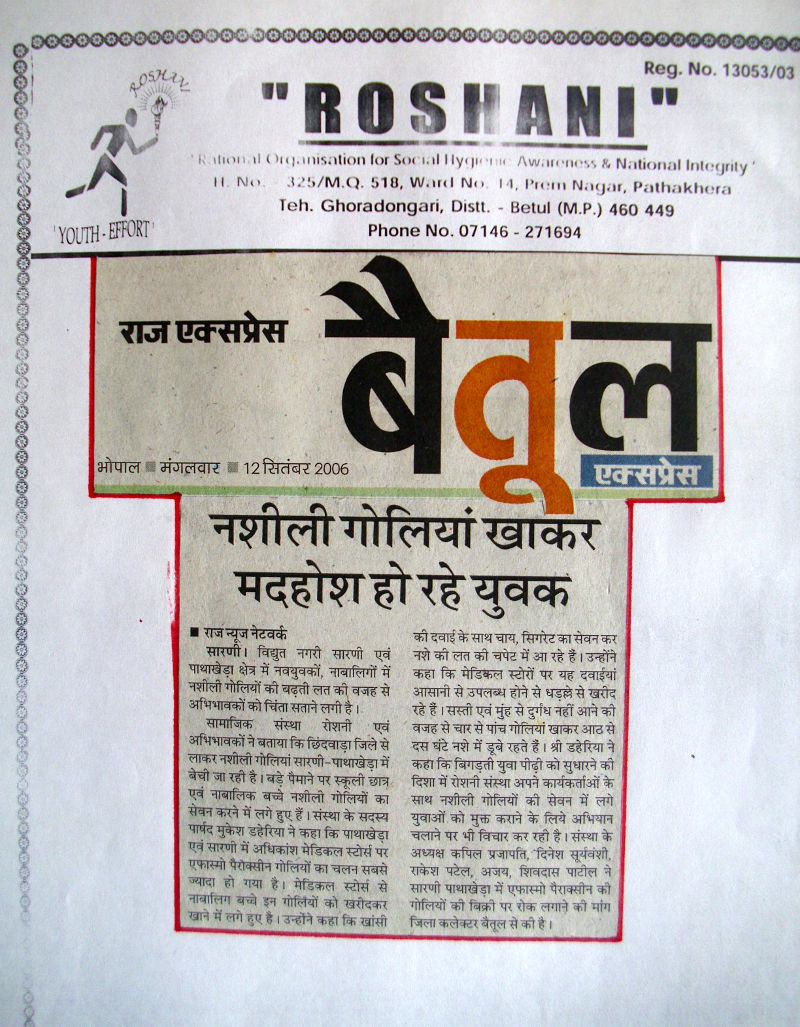 Reg. No. 13053/03
ROSHANI
"ROSHANI"
'Rational Organisation for Social Hygienic Awareness & National Integrity'
H. No. - 325/M.Q. 518, Ward No. 14, Prem Nagar, Pathakhera
Teh. Ghoradongari, Distt. - Betul (M.P.) 460 449
'YOUTH - EFFORT'
Phone No. 07146 - 271694
राज एक्सप्रेस
बैतूल
भोपाल ■ मंगलवार ■ 12 सितंबर 2006
एक्सप्रेस
नशीली गोलियां खाकर
मदहोश हो रहे युवक
■ राज न्यूज नेटवर्क
सारणी। विद्युत नगरी सारणी एवं
पाथाखेड़ा क्षेत्र में नवयुवकों, नाबालिगों में
नशीली गोलियों की बढ़ती लत की वजह से
अभिभावकों को चिंता सताने लगी है।
सामाजिक संस्था रोशनी एवं
अभिभावकों ने बताया कि छिंदवाड़ा जिले से
लाकर नशीली गोलियां सारणी-पाथाखेड़ा में
बेची जा रही है। बड़े पैमाने पर स्कूली छात्र
एवं नाबालिक बच्चे नशीली गोलियों का
सेवन करने में लगे हुए हैं। संस्था के सदस्य
पार्षद मुकेश डहेरिया ने कहा कि पाथाखेड़ा
एवं सारणी में अधिकांश मेडिकल स्टोर्स पर
एफास्मो पैरोक्सीन गोलियों का चलन सबसे
ज्यादा हो गया है। मेडिकल स्टोर्स से
नाबालिग बच्चे इन गोलियों को खरीदकर
खाने में लगे हुए है। उन्होंने कहा कि खांसी
की दवाई के साथ चाय, सिगरेट का सेवन कर
नशे की लत की चपेट में आ रहे हैं। उन्होंने
कहा कि मेडिकल स्टोरों पर यह दवाईयां
आसानी से उपलब्ध होने से धड़ल्ले से खरीद
रहे हैं। सस्ती एवं मुंह से दुर्गंध नहीं आने की
वजह से चार से पांच गोलियां खाकर आठ से
दस घंटे नशे में डूबे रहते हैं। श्री डहेरिया ने
कहा कि बिगड़ती युवा पीढ़ी को सुधारने की
दिशा में रोशनी संस्था अपने कार्यकर्ताओं के
साथ नशीली गोलियों की सेवन में लगे
युवाओं को मुक्त कराने के लिये अभियान
चलाने पर भी विचार कर रही है। संस्था के
अध्यक्ष कपिल प्रजापति, दिनेश सूर्यवंशी,
राकेश पटेल, अजय, शिवदास पाटील ने
सारणी पाथाखेड़ा में एफास्मो पैराक्सीन की
गोलियों की बिक्री पर रोक लगाने की मांग
जिला कलेक्टर बैतूल से की है।